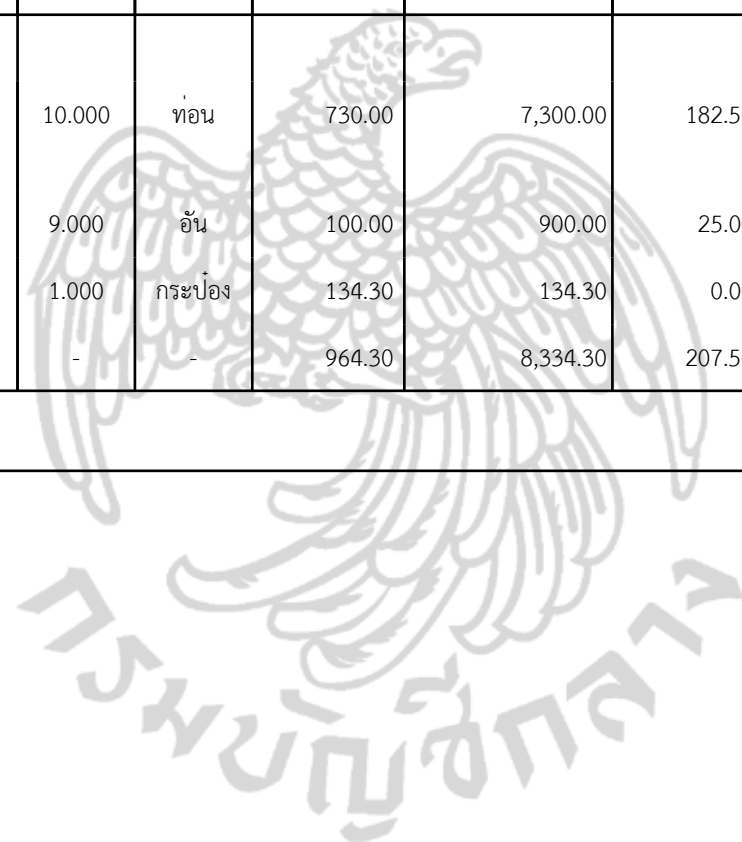 10.000 ท่อน 730.00 7,300.00 182.5
9.000 อัน 100.00 900.00 25.0
1.000 กระป๋อง 134.30 134.30 0.0
- - 964.30 8,334.30 207.5
กรมบัญชีกลาง